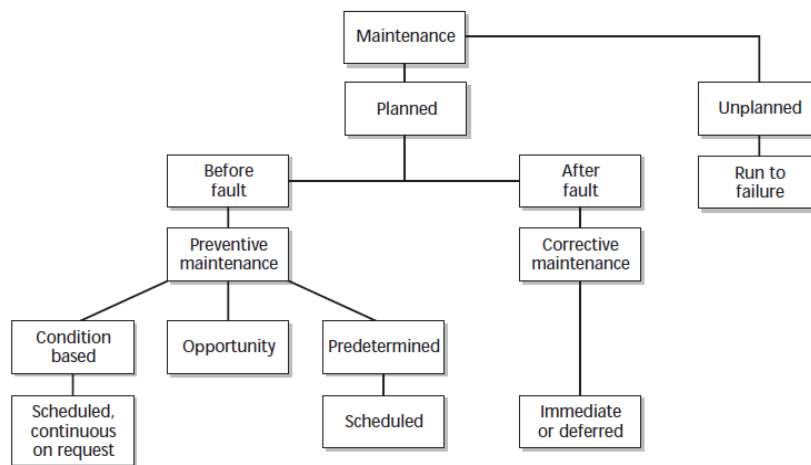 Maintenance
Planned
Unplanned
Before
fault
After
fault
Run to
failure
Preventive
maintenance
Corrective
maintenance
Condition
based
Opportunity
Predetermined
Scheduled,
continuous
on request
Scheduled
Immediate
or deferred